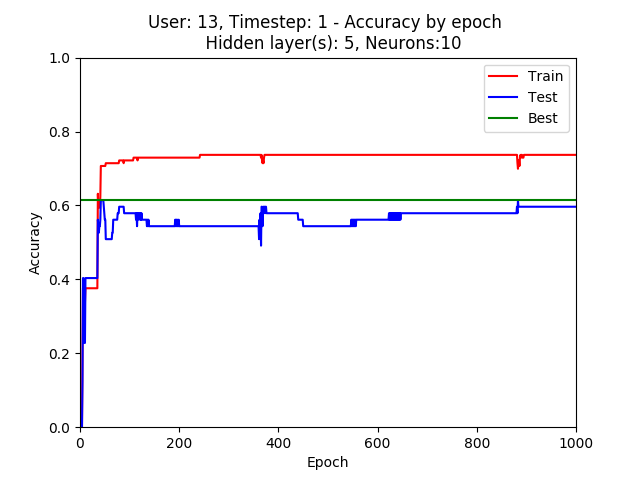 User: 13, Timestep: 1 - Accuracy by epoch
Hidden layer(s): 5, Neurons:10
Train
Test
Best
1.0
0.8
0.6
0.4
0.2
0.0
Accuracy
0
200
400
600
800
1000
Epoch